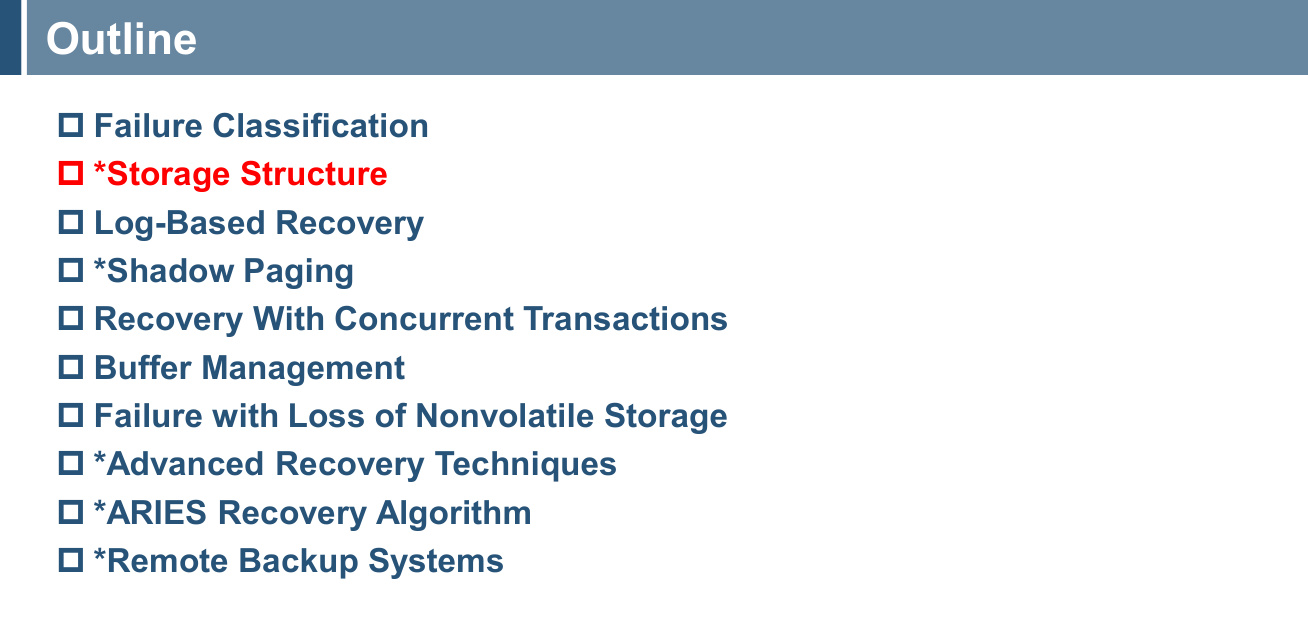 Outline
Failure Classification
*Storage Structure
Log-Based Recovery
*Shadow Paging
Recovery With Concurrent Transactions
Buffer Management
Failure with Loss of Nonvolatile Storage
*Advanced Recovery Techniques
*ARIES Recovery Algorithm
*Remote Backup Systems